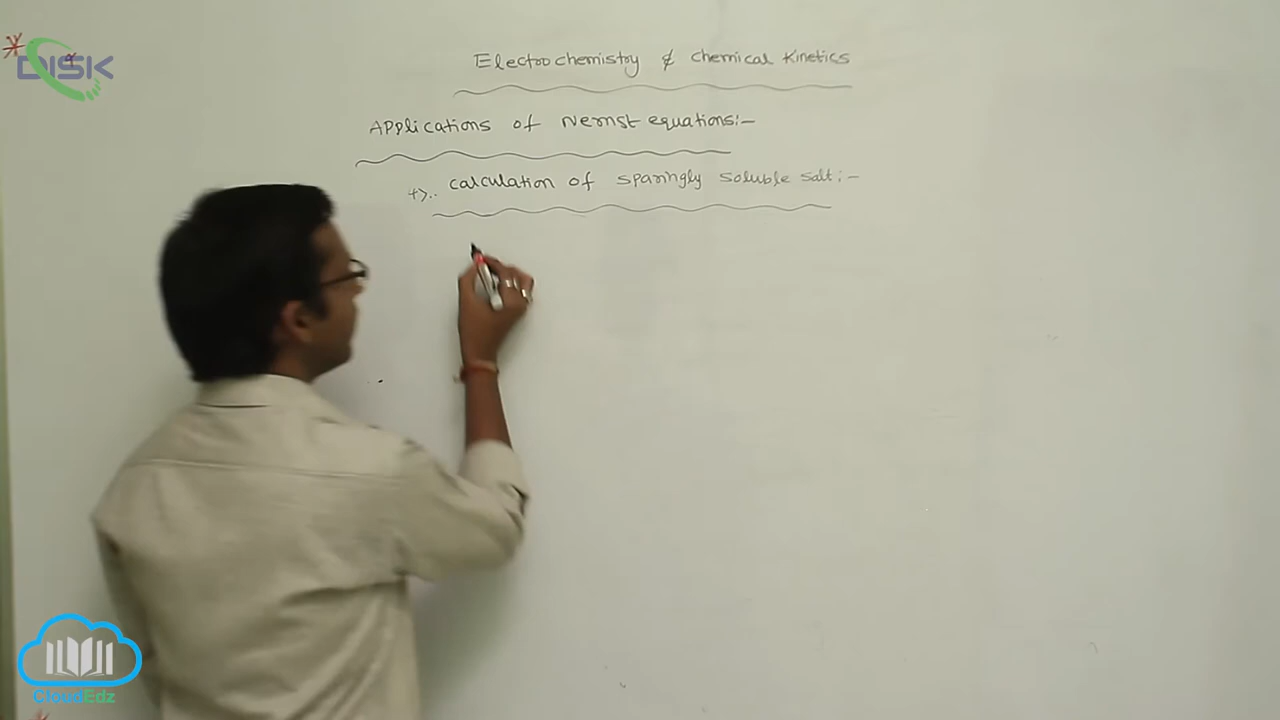 DISK
Electrochemistry & chemical kinetics
Applications of Nernst equations:-
+>.. calculation of sparingly soluble salt:-
CloudEdz